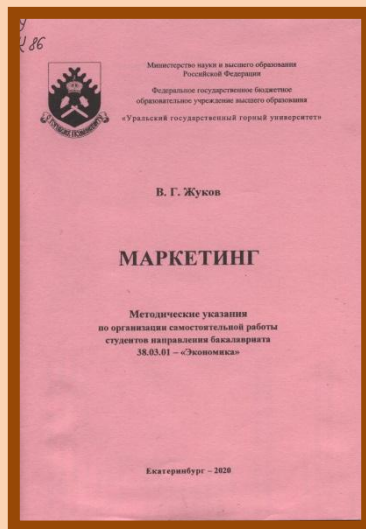 86
Министерство науки и высшего образования
Российской Федерации
Федеральное государственное бюджетное
образовательное учреждение высшего образования
«Уральский государственный горный университет»
В. Г. Жуков
МАРКЕТИНГ
Методические указания
по организации самостоятельной работы
студентов направления бакалавриата
38.03.01 – «Экономика»
Екатеринбург – 2020